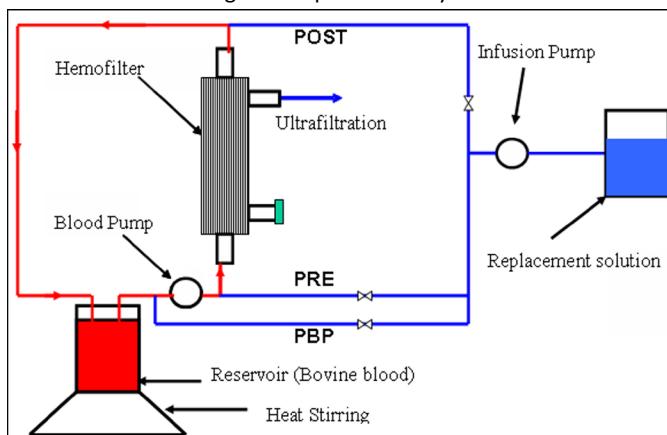 POST
Infusion Pump
Hemofilter
Ultrafiltration
Blood Pump
Replacement solution
PRE
PBP
Reservoir (Bovine blood)
Heat Stirring